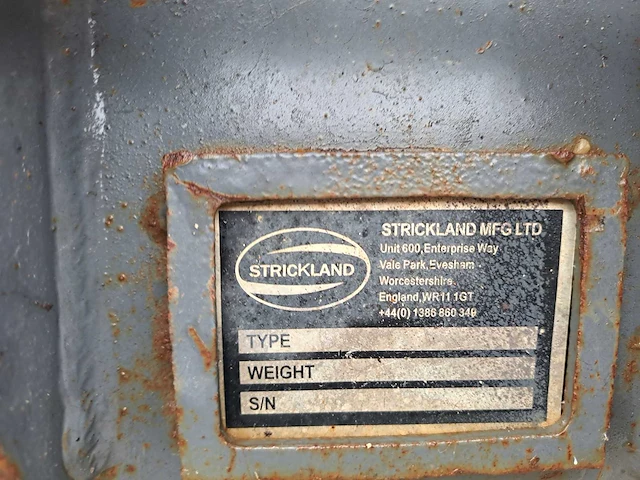 STRICKLAND
STRICKLAND MFG LTD
Unit 600, Enterprise Way
Vale Park, Evesham
Worcestershire,
England, WR11 1GT
+44(0) 1386 860 349
TYPE
WEIGHT
S/N